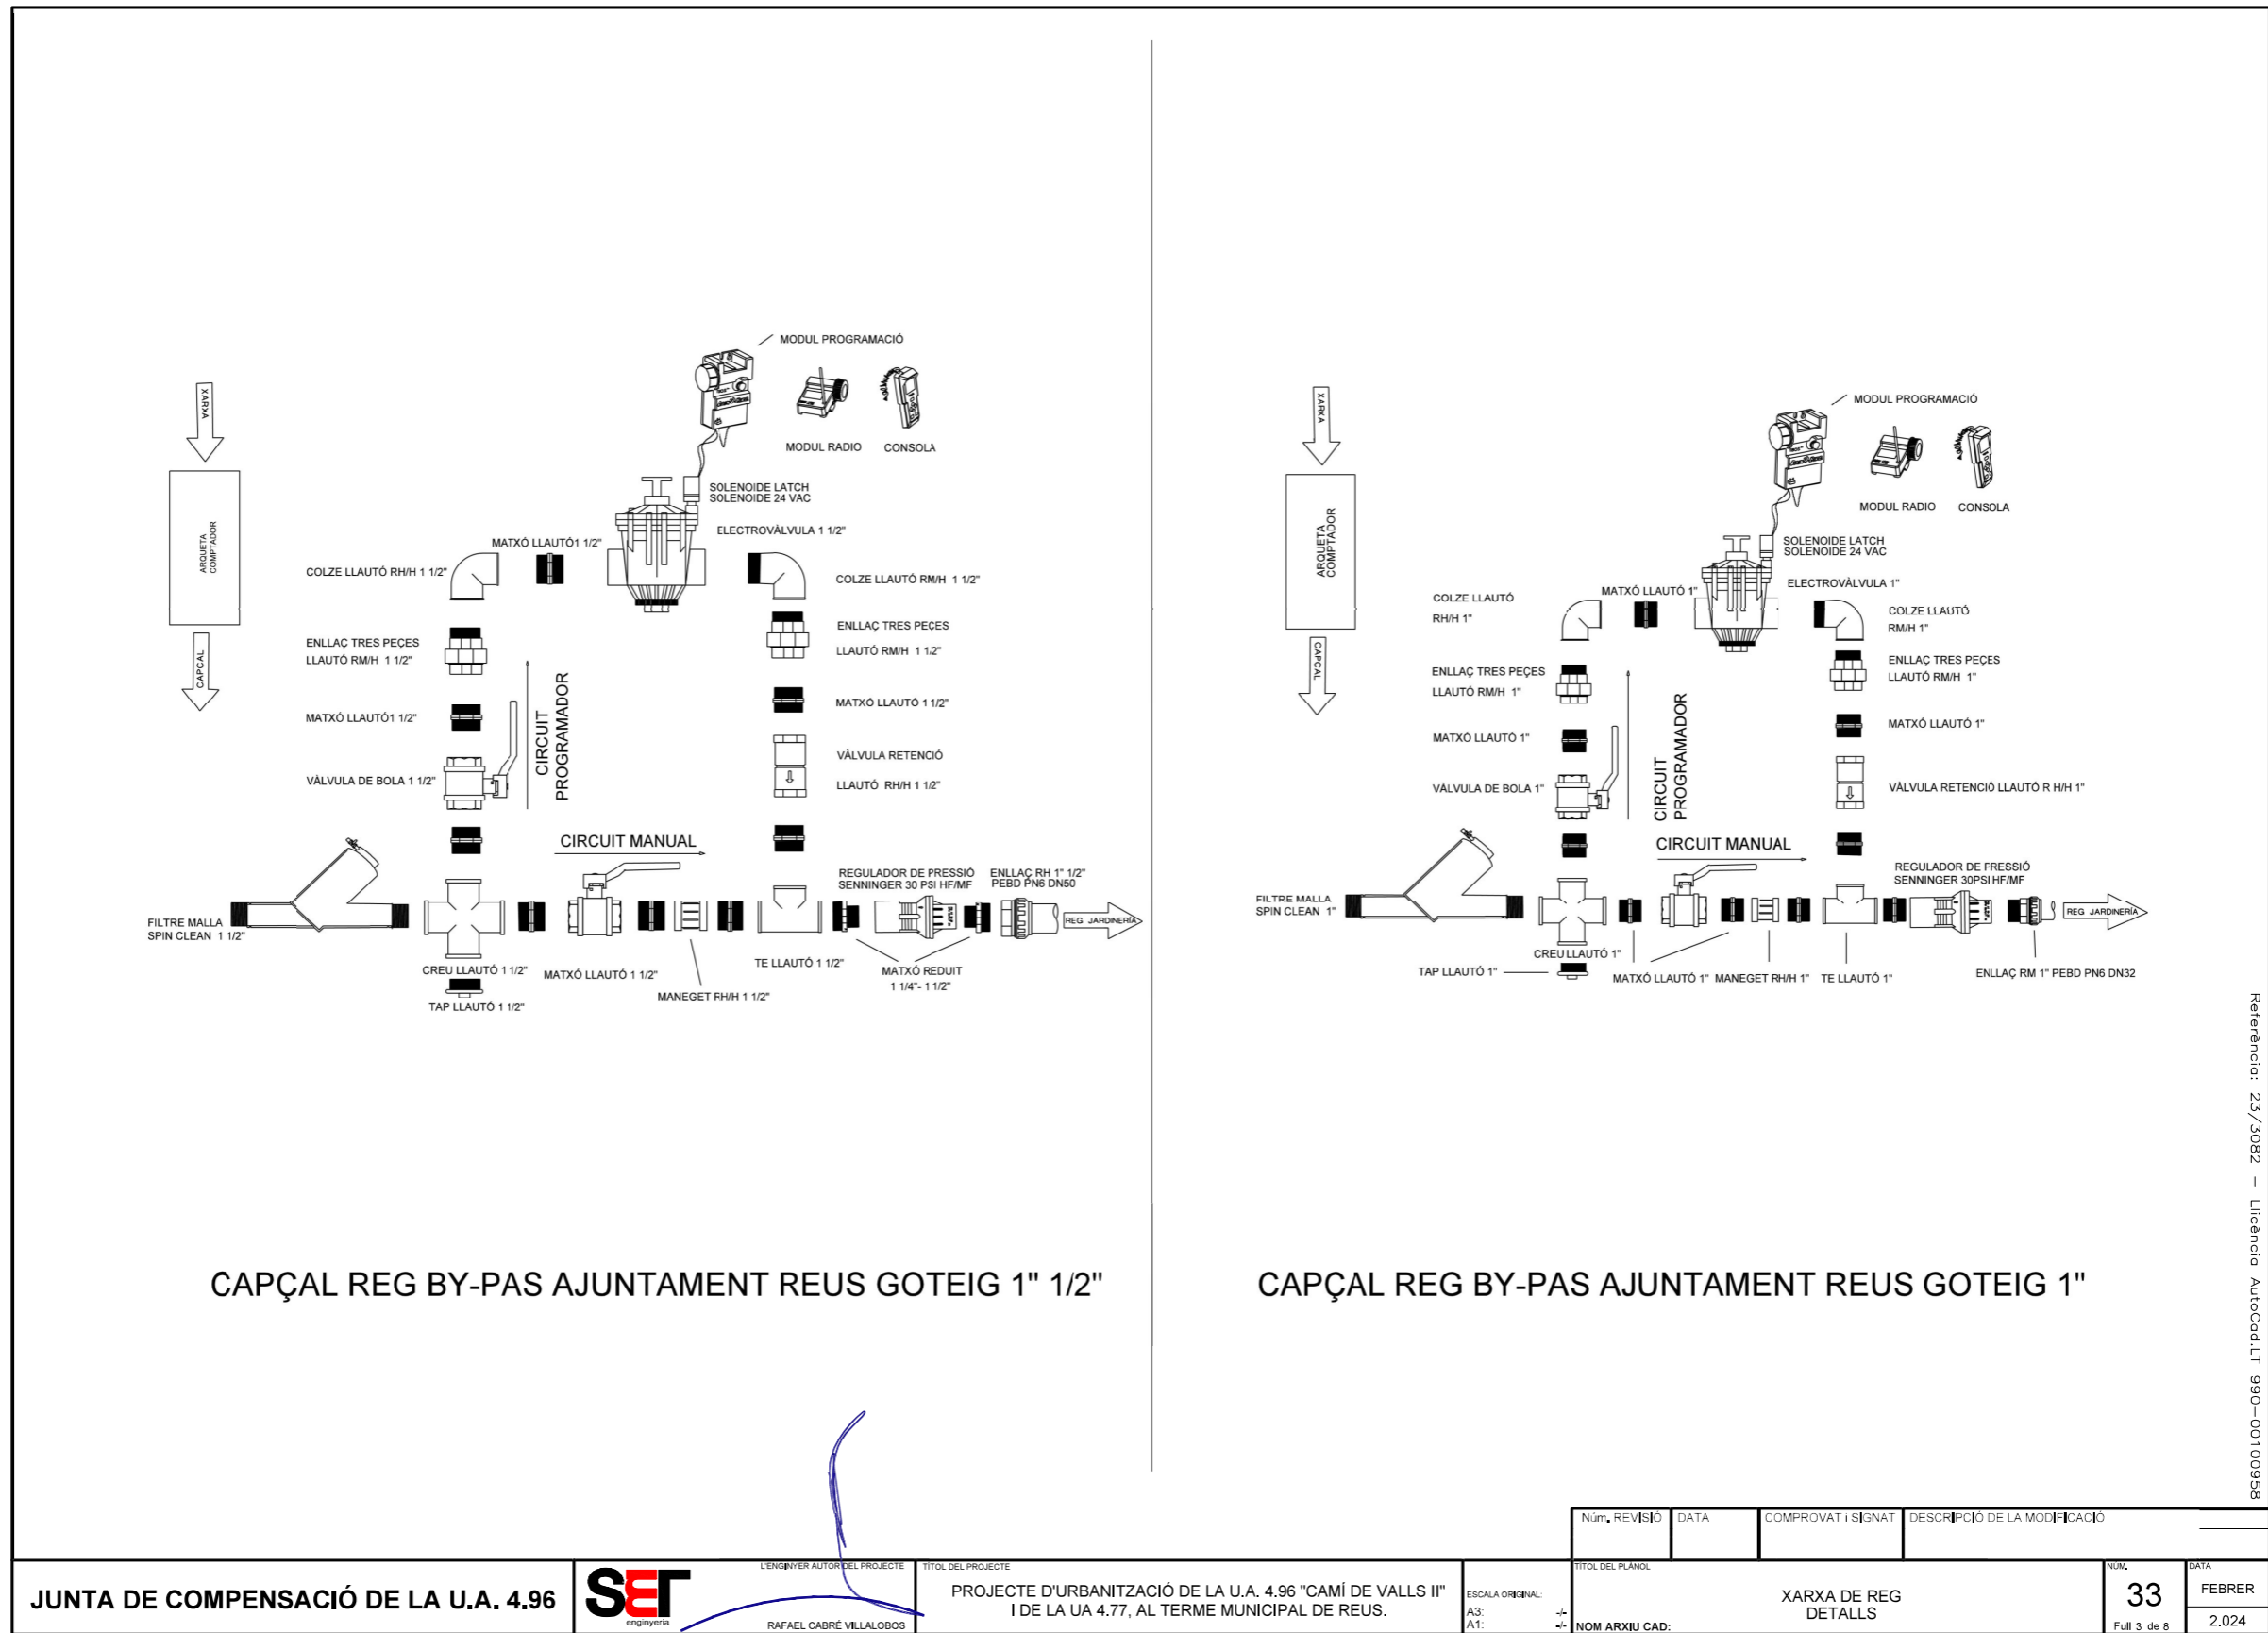 MODUL PROGRAMACIÓ
MODUL RADIO
CONSOLA
XARXA
ARQUETA
COMPTADOR
CAPCAL
SOLENOIDE LATCH
SOLENOIDE 24 VAC
ELECTROVÀLVULA 1 1/2"
MATXÓ LLAUTÓ1 1/2"
COLZE LLAUTÓ RH/H 1 1/2"
COLZE LLAUTÓ RM/H 1 1/2"
ENLLAÇ TRES PEÇES
LLAUTÓ RM/H 1 1/2"
ENLLAÇ TRES PEÇES
LLAUTÓ RM/H 1 1/2"
MATXÓ LLAUTÓ1 1/2"
MATXÓ LLAUTÓ 1 1/2"
CIRCUIT
PROGRAMADOR
VÀLVULA DE BOLA 1 1/2"
VÀLVULA RETENCIÓ
LLAUTÓ RH/H 1 1/2"
CIRCUIT MANUAL
REGULADOR DE PRESSIÓ
SENNINGER 30 PSI HF/MF
ENLLAÇ RH 1" 1/2"
PEBD PN6 DN50
REG JARDINERÍA
FILTRE MALLA
SPIN CLEAN 1 1/2"
CREU LLAUTÓ 1 1/2"
MATXÓ LLAUTÓ 1 1/2"
TE LLAUTÓ 1 1/2"
MATXÓ REDUIT
1 1/4"- 1 1/2"
MANEGET RH/H 1 1/2"
TAP LLAUTÓ 1 1/2"
CAPÇAL REG BY-PAS AJUNTAMENT REUS GOTEIG 1" 1/2"
MODUL PROGRAMACIÓ
MODUL RADIO
CONSOLA
XARXA
ARQUETA
COMPTADOR
CAPCAL
SOLENOIDE LATCH
SOLENOIDE 24 VAC
ELECTROVÀLVULA 1"
MATXÓ LLAUTÓ 1"
COLZE LLAUTÓ
RH/H 1"
COLZE LLAUTÓ
RM/H 1"
ENLLAÇ TRES PEÇES
LLAUTÓ RM/H 1"
ENLLAÇ TRES PEÇES
LLAUTÓ RM/H 1"
MATXÓ LLAUTÓ 1"
MATXÓ LLAUTÓ 1"
CIRCUIT
PROGRAMADOR
VÀLVULA DE BOLA 1"
VÀLVULA RETENCIÓ LLAUTÓ R H/H 1"
CIRCUIT MANUAL
REGULADOR DE FRESSIÓ
SENNINGER 30PSI HF/MF
REG JARDINERÍA
FILTRE MALLA
SPIN CLEAN 1"
CREU LLAUTÓ 1"
TAP LLAUTÓ 1"
MATXÓ LLAUTÓ 1"
MANEGET RH/H 1"
TE LLAUTÓ 1"
ENLLAÇ RM 1" PEBD PN6 DN32
CAPÇAL REG BY-PAS AJUNTAMENT REUS GOTEIG 1"
Referència: 23/3082 - Llicència AutoCad.LT 990-00100958
Núm. REVISIÓ
DATA
COMPROVAT i SIGNAT
DESCRIPCIÓ DE LA MODIFICACIÓ
JUNTA DE COMPENSACIÓ DE LA U.A. 4.96
SET
enginyeria
L'ENGINYER AUTOR DEL PROJECTE
RAFAEL CABRÉ VILLALOBOS
TÍTOL DEL PROJECTE
PROJECTE D'URBANITZACIÓ DE LA U.A. 4.96 "CAMÍ DE VALLS II"
I DE LA UA 4.77, AL TERME MUNICIPAL DE REUS.
ESCALA ORIGINAL:
A3: -/-
A1: -/-
TÍTOL DEL PLÀNOL
XARXA DE REG
DETALLS
NOM ARXIU CAD:
NÚM.
33
Full 3 de 8
DATA
FEBRER
2.024